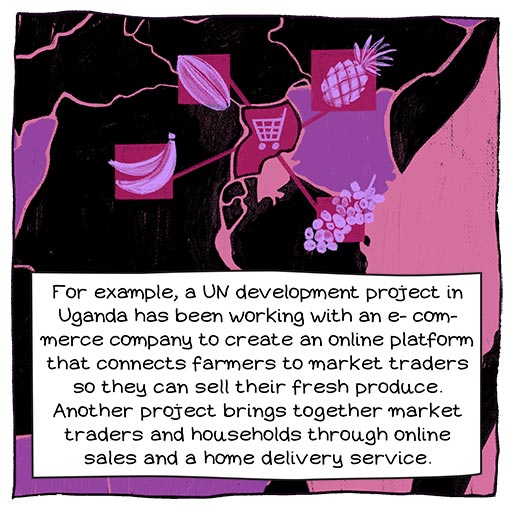 For example, a UN development project in
Uganda has been working with an e- com-
merce company to create an online platform
that connects farmers to market traders
so they can sell their fresh produce.
Another project brings together market
traders and households through online
sales and a home delivery service.